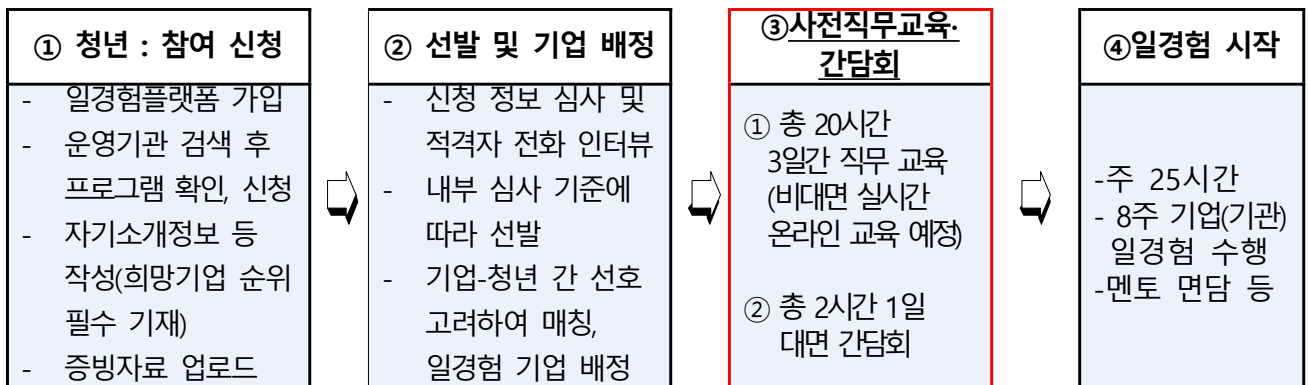 ① 청년 : 참여 신청
- 일경험플랫폼 가입
- 운영기관 검색 후
프로그램 확인, 신청
- 자기소개정보 등
작성(희망기업 순위
필수 기재)
- 증빙자료 업로드
② 선발 및 기업 배정
- 신청 정보 심사 및
적격자 전화 인터뷰
- 내부 심사 기준에
따라 선발
- 기업-청년 간 선호
고려하여 매칭,
일경험 기업 배정
③사전직무교육·
간담회
① 총 20시간
3일간 직무 교육
(비대면 실시간
온라인 교육 예정)
② 총 2시간 1일
대면 간담회
④일경험 시작
-주 25시간
- 8주 기업(기관)
일경험 수행
-멘토 면담 등